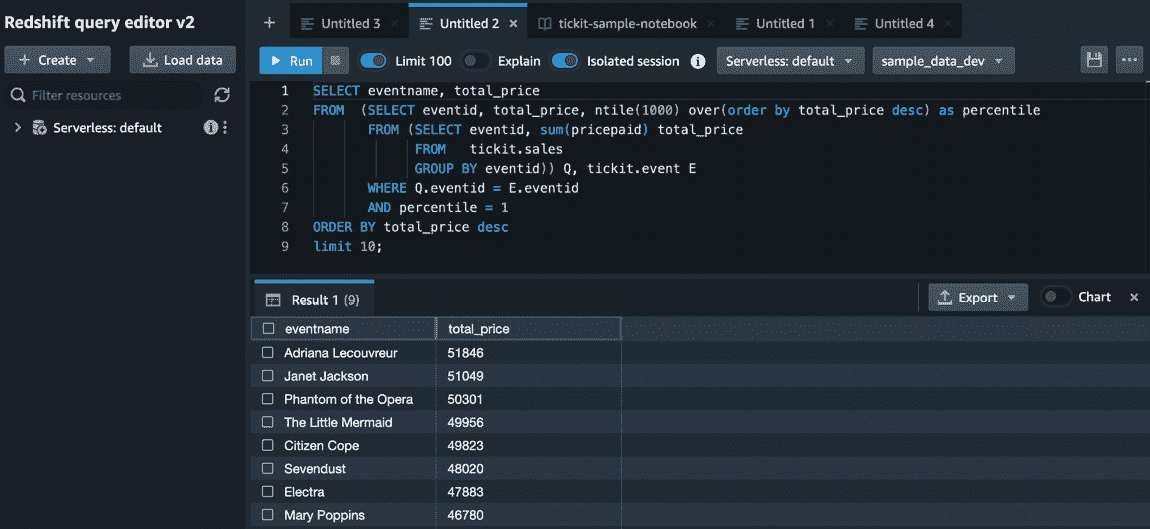 Redshift query editor v2
Create
Load data
Filter resources
Serverless: default
+ Untitled 3 × Untitled 2 × tickit-sample-notebook × Untitled 1 × Untitled 4 ×
Run Limit 100 Explain Isolated session i Serverless: default sample_data_dev
1 SELECT eventname, total_price
2 FROM (SELECT eventid, total_price, ntile(1000) over(order by total_price desc) as percentile
3 FROM (SELECT eventid, sum(pricepaid) total_price
4 FROM tickit.sales
5 GROUP BY eventid)) Q, tickit.event E
6 WHERE Q.eventid = E.eventid
7 AND percentile = 1
8 ORDER BY total_price desc
9 limit 10;
Result 1 (9) Export Chart ×
eventname total_price
Adriana Lecouvreur 51846
Janet Jackson 51049
Phantom of the Opera 50301
The Little Mermaid 49956
Citizen Cope 49823
Sevendust 48020
Electra 47883
Mary Poppins 46780